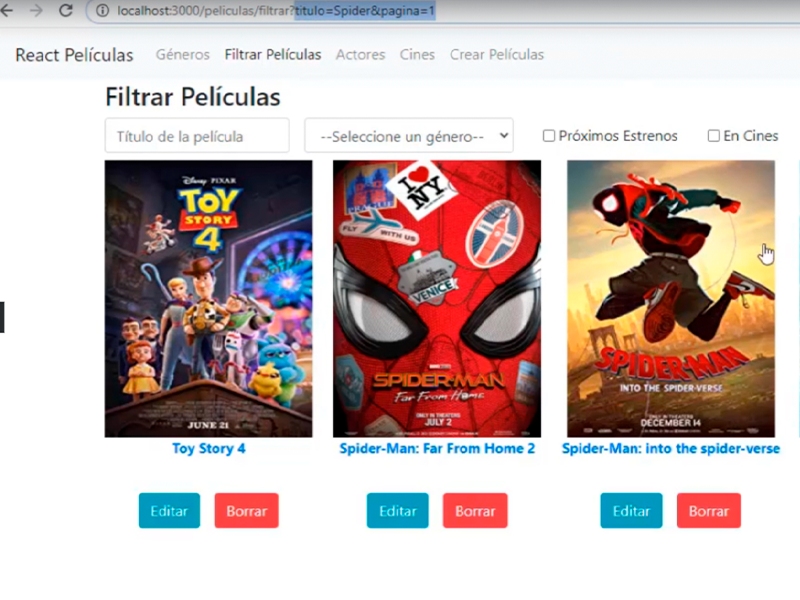 localhost:3000/peliculas/filtrar?titulo=Spider&pagina=1
React Películas Géneros Filtrar Películas Actores Cines Crear Películas
Filtrar Películas
Título de la película --Seleccione un género-- Próximos Estrenos En Cines
Disney PIXAR
TOY
STORY
4
JUNE 21
I NY
FLY WITH US
VENICE
SPIDER-MAN
Far From Home
ONLY IN THEATERS
JULY 2
SPIDER-MAN
INTO THE SPIDER-VERSE
ONLY IN THEATERS
DECEMBER 14
Toy Story 4 Spider-Man: Far From Home 2 Spider-Man: into the spider-verse
Editar Borrar Editar Borrar Editar Borrar